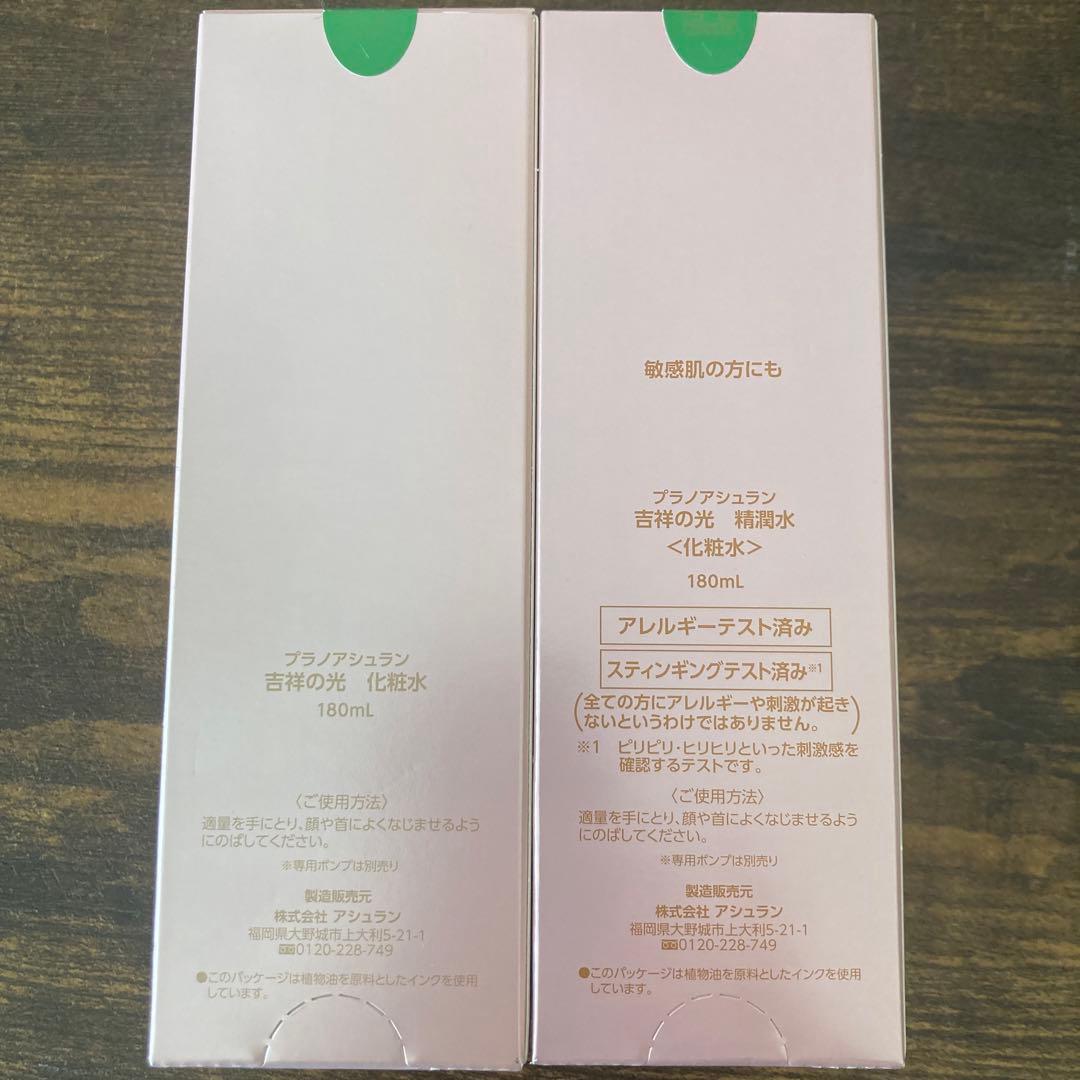 プラノアシュラン
吉祥の光　化粧水
180mL
〈ご使用方法〉
適量を手にとり、顔や首によくなじませるよう
にのばしてください。
※専用ポンプは別売り
製造販売元
株式会社 アシュラン
福岡県大野城市上大利5-21-1
0120-228-749
●このパッケージは植物油を原料としたインクを使用
しています。
敏感肌の方にも
プラノアシュラン
吉祥の光　精潤水
＜化粧水＞
180mL
アレルギーテスト済み
スティンギングテスト済み※1
(全ての方にアレルギーや刺激が起き
ないというわけではありません。)
※1　ピリピリ・ヒリヒリといった刺激感を
確認するテストです。
〈ご使用方法〉
適量を手にとり、顔や首によくなじませるよう
にのばしてください。
※専用ポンプは別売り
製造販売元
株式会社 アシュラン
福岡県大野城市上大利5-21-1
0120-228-749
●このパッケージは植物油を原料としたインクを使用
しています。